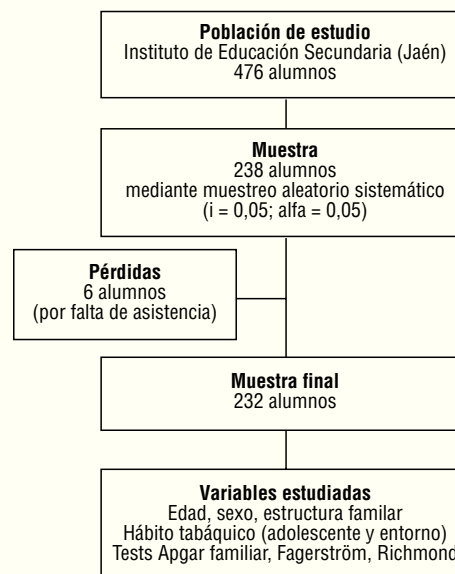 Población de estudio
Instituto de Educación Secundaria (Jaén)
476 alumnos
Muestra
238 alumnos
mediante muestreo aleatorio sistemático
(i = 0,05; alfa = 0,05)
Pérdidas
6 alumnos
(por falta de asistencia)
Muestra final
232 alumnos
Variables estudiadas
Edad, sexo, estructura familar
Hábito tabáquico (adolescente y entorno)
Tests Apgar familiar, Fagerström, Richmond